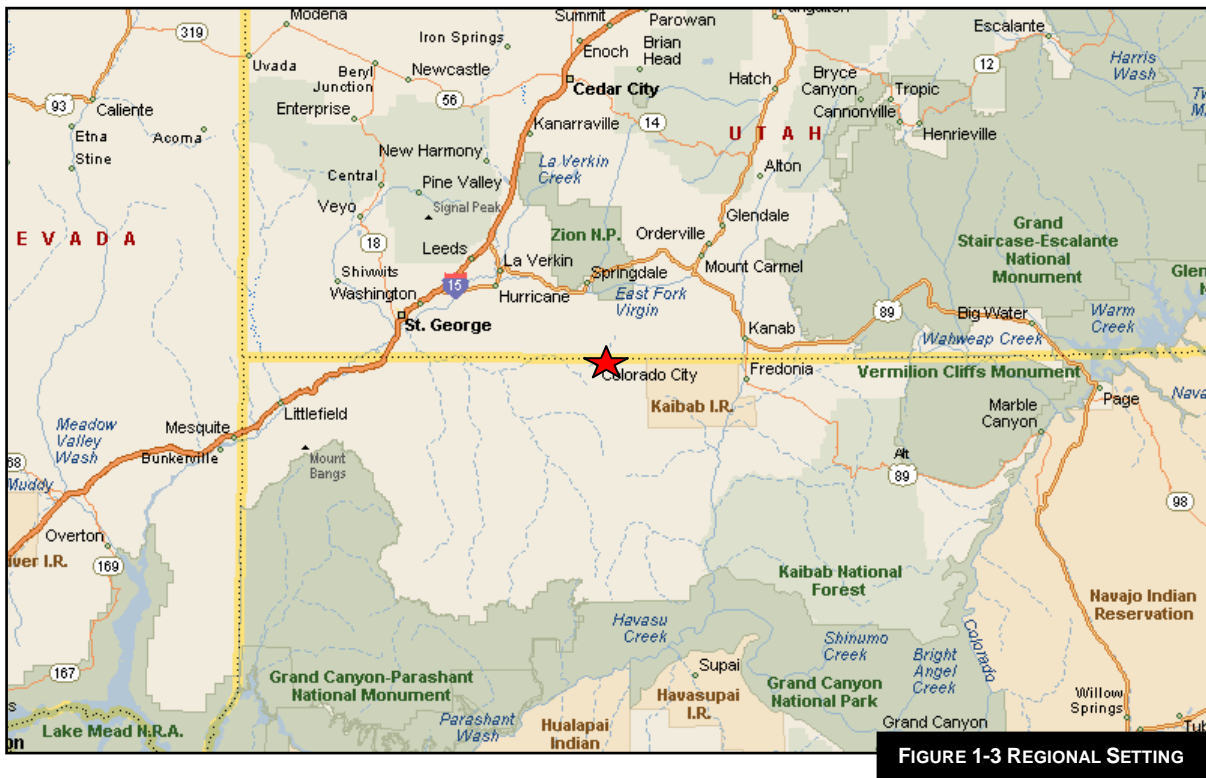 Modena
Summit
Parowan
Panguitch
Escalante
319
Iron Springs
Enoch
Brian
Head
Harris
Wash
Uvada
Beryl
Junction
Newcastle
Hatch
Bryce
Canyon
12
Tropic
93
Caliente
56
Cedar City
Cannonville
Enterprise
Etna
Acoma
Kanarraville
14
U T A H
Henrieville
Stine
New Harmony
La Verkin
Creek
Alton
Central
Pine Valley
Veyo
Signal Peak
Glendale
Grand
Staircase-Escalante
National
Monument
E V A D A
18
Zion N.P.
Orderville
Leeds
La Verkin
Mount Carmel
Shivwits
Springdale
Washington
15
Hurricane
East Fork
Virgin
89
Big Water
Warm
Creek
St. George
Kanab
Wahweap Creek
Colorado City
Fredonia
Vermilion Cliffs Monument
Page
Kaibab I.R.
Marble
Canyon
Littlefield
Meadow
Valley
Wash
Mesquite
Bunkerville
Mount
Bangs
Alt
89
68
Muddy
98
Overton
iver I.R.
169
Kaibab National
Forest
Navajo Indian
Reservation
Havasu
Creek
Shinumo
Creek
Colorado
Bright
Angel
Creek
167
Grand Canyon-Parashant
National Monument
Supai
Havasupai
I.R.
Grand Canyon
National Park
Willow
Springs
Lake Mead N.R.A.
Parashant
Wash
Hualapai
Indian
Grand Canyon
FIGURE 1-3 REGIONAL SETTING